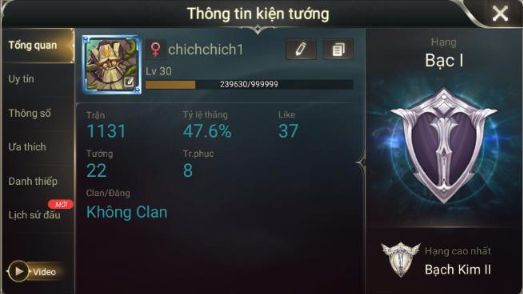 Thông tin kiện tướng
Tổng quan
Uy tín
Thông số
Ưa thích
Danh thiếp
Lịch sử đấu
MỚI
Video
chichchich1
Lv 30
239630/999999
Trận
Tỷ lệ thắng
Like
1131
47.6%
37
Tướng
Tr.phục
22
8
Clan/Đảng
Không Clan
Hạng
Bạc I
Hạng cao nhất
Bạch Kim II